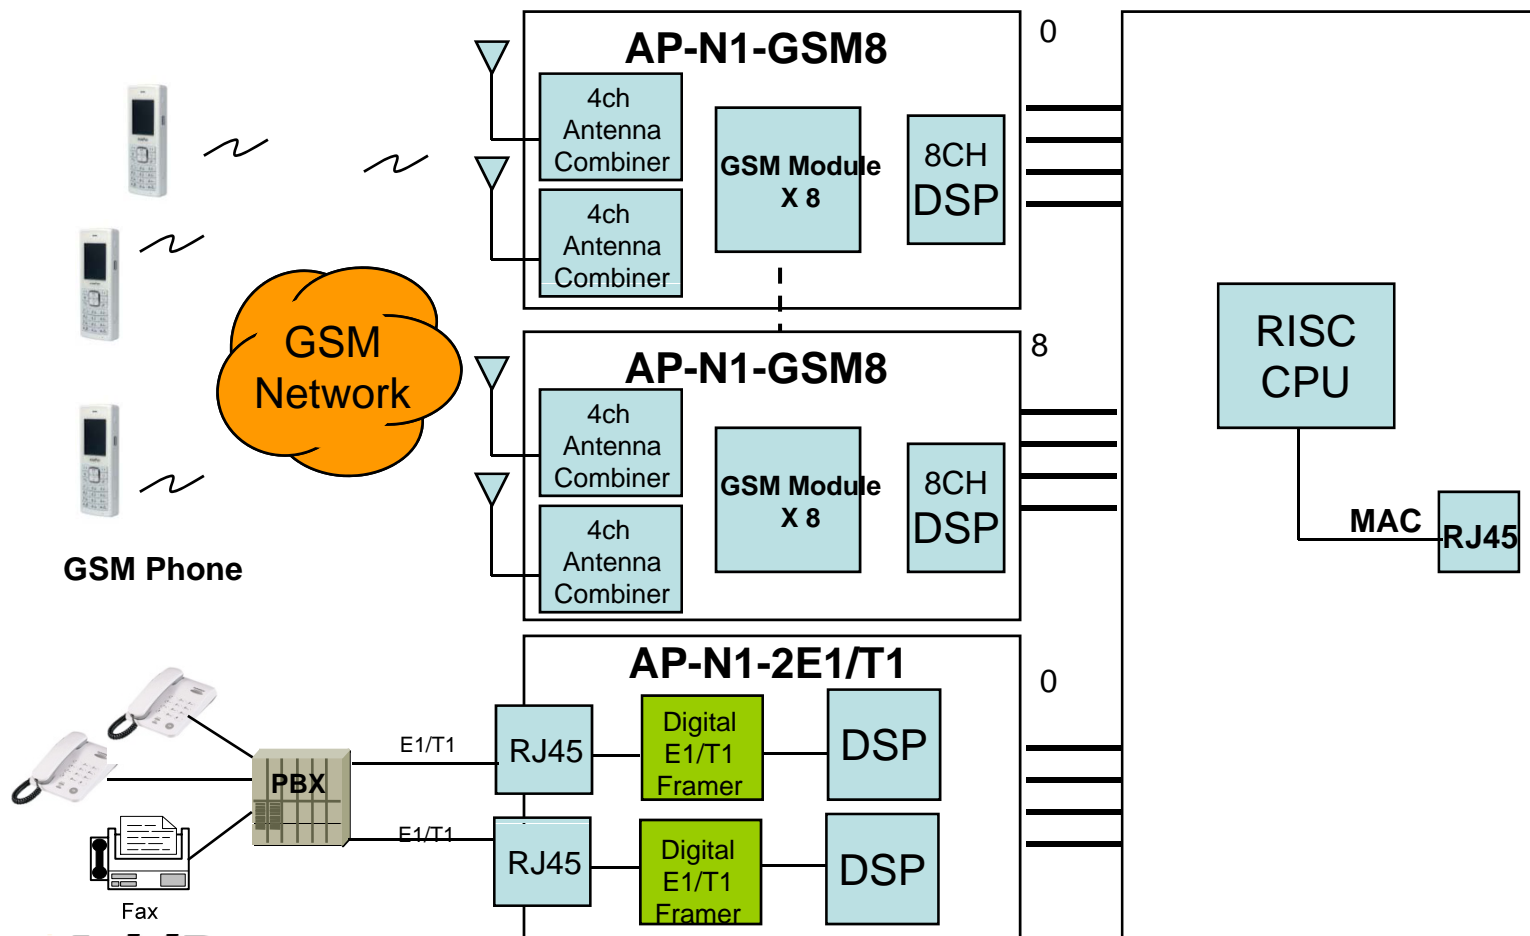 AP-N1-GSM8
0
4ch
Antenna
Combiner
GSM Module
X 8
8CH
DSP
4ch
Antenna
Combiner
GSM
Network
AP-N1-GSM8
8
4ch
Antenna
Combiner
GSM Module
X 8
8CH
DSP
4ch
Antenna
Combiner
RISC
CPU
MAC
RJ45
GSM Phone
AP-N1-2E1/T1
0
PBX
E1/T1
RJ45
Digital
E1/T1
Framer
DSP
E1/T1
RJ45
Digital
E1/T1
Framer
DSP
Fax